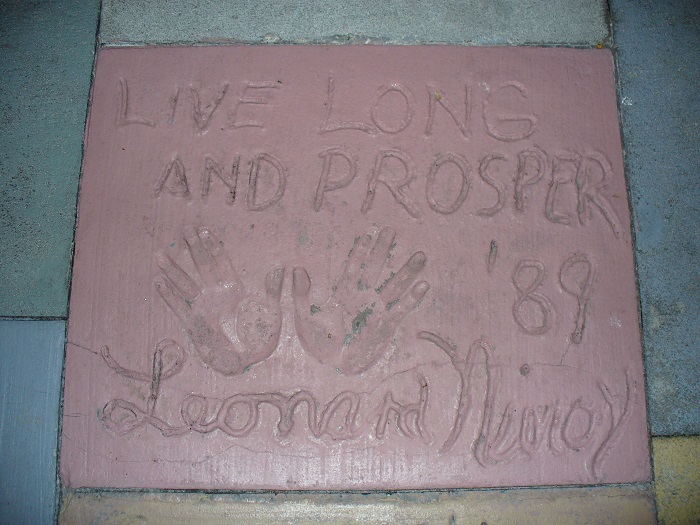 LIVE LONG
AND PROSPER
'89
Leonard Nimoy